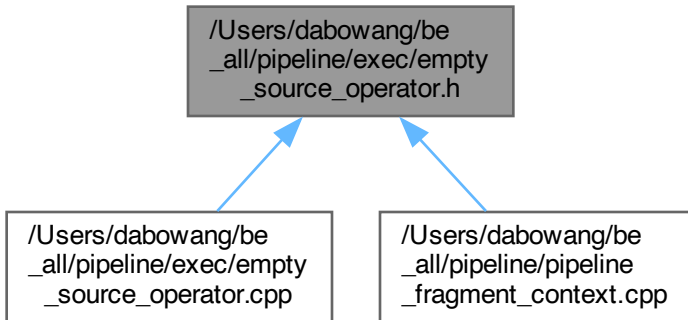 /Users/dabowang/be
_all/pipeline/exec/empty
_source_operator.h
/Users/dabowang/be
_all/pipeline/exec/empty
_source_operator.cpp
/Users/dabowang/be
_all/pipeline/pipeline
_fragment_context.cpp